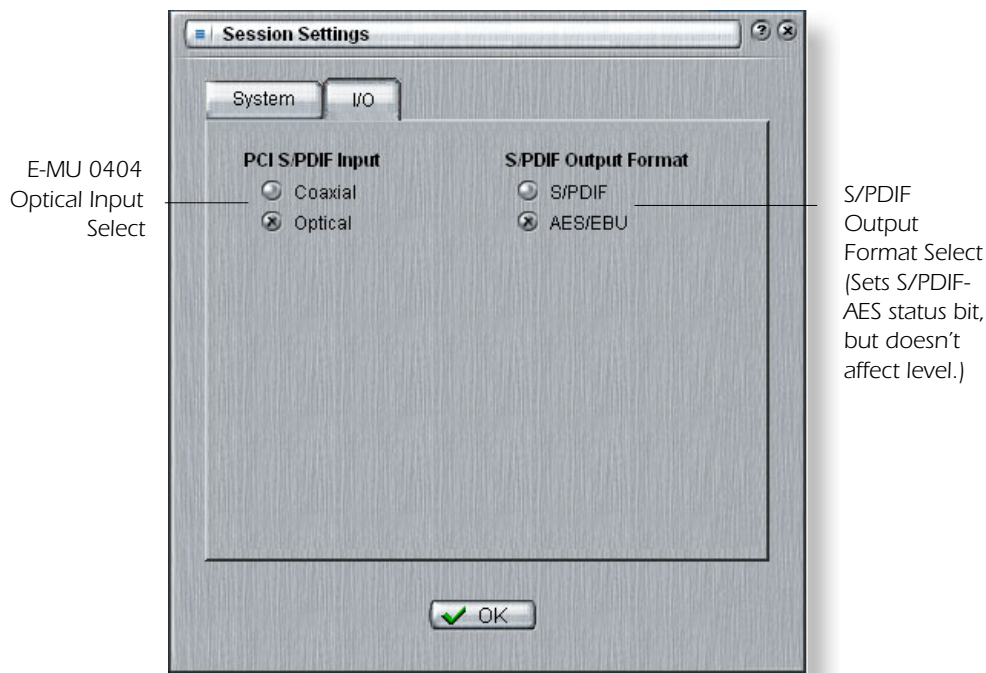 Session Settings
System
I/O
PCI S/PDIF Input
Coaxial
Optical
S/PDIF Output Format
S/PDIF
AES/EBU
OK
E-MU 0404
Optical Input
Select
S/PDIF
Output
Format Select
(Sets S/PDIF-
AES status bit,
but doesn't
affect level.)